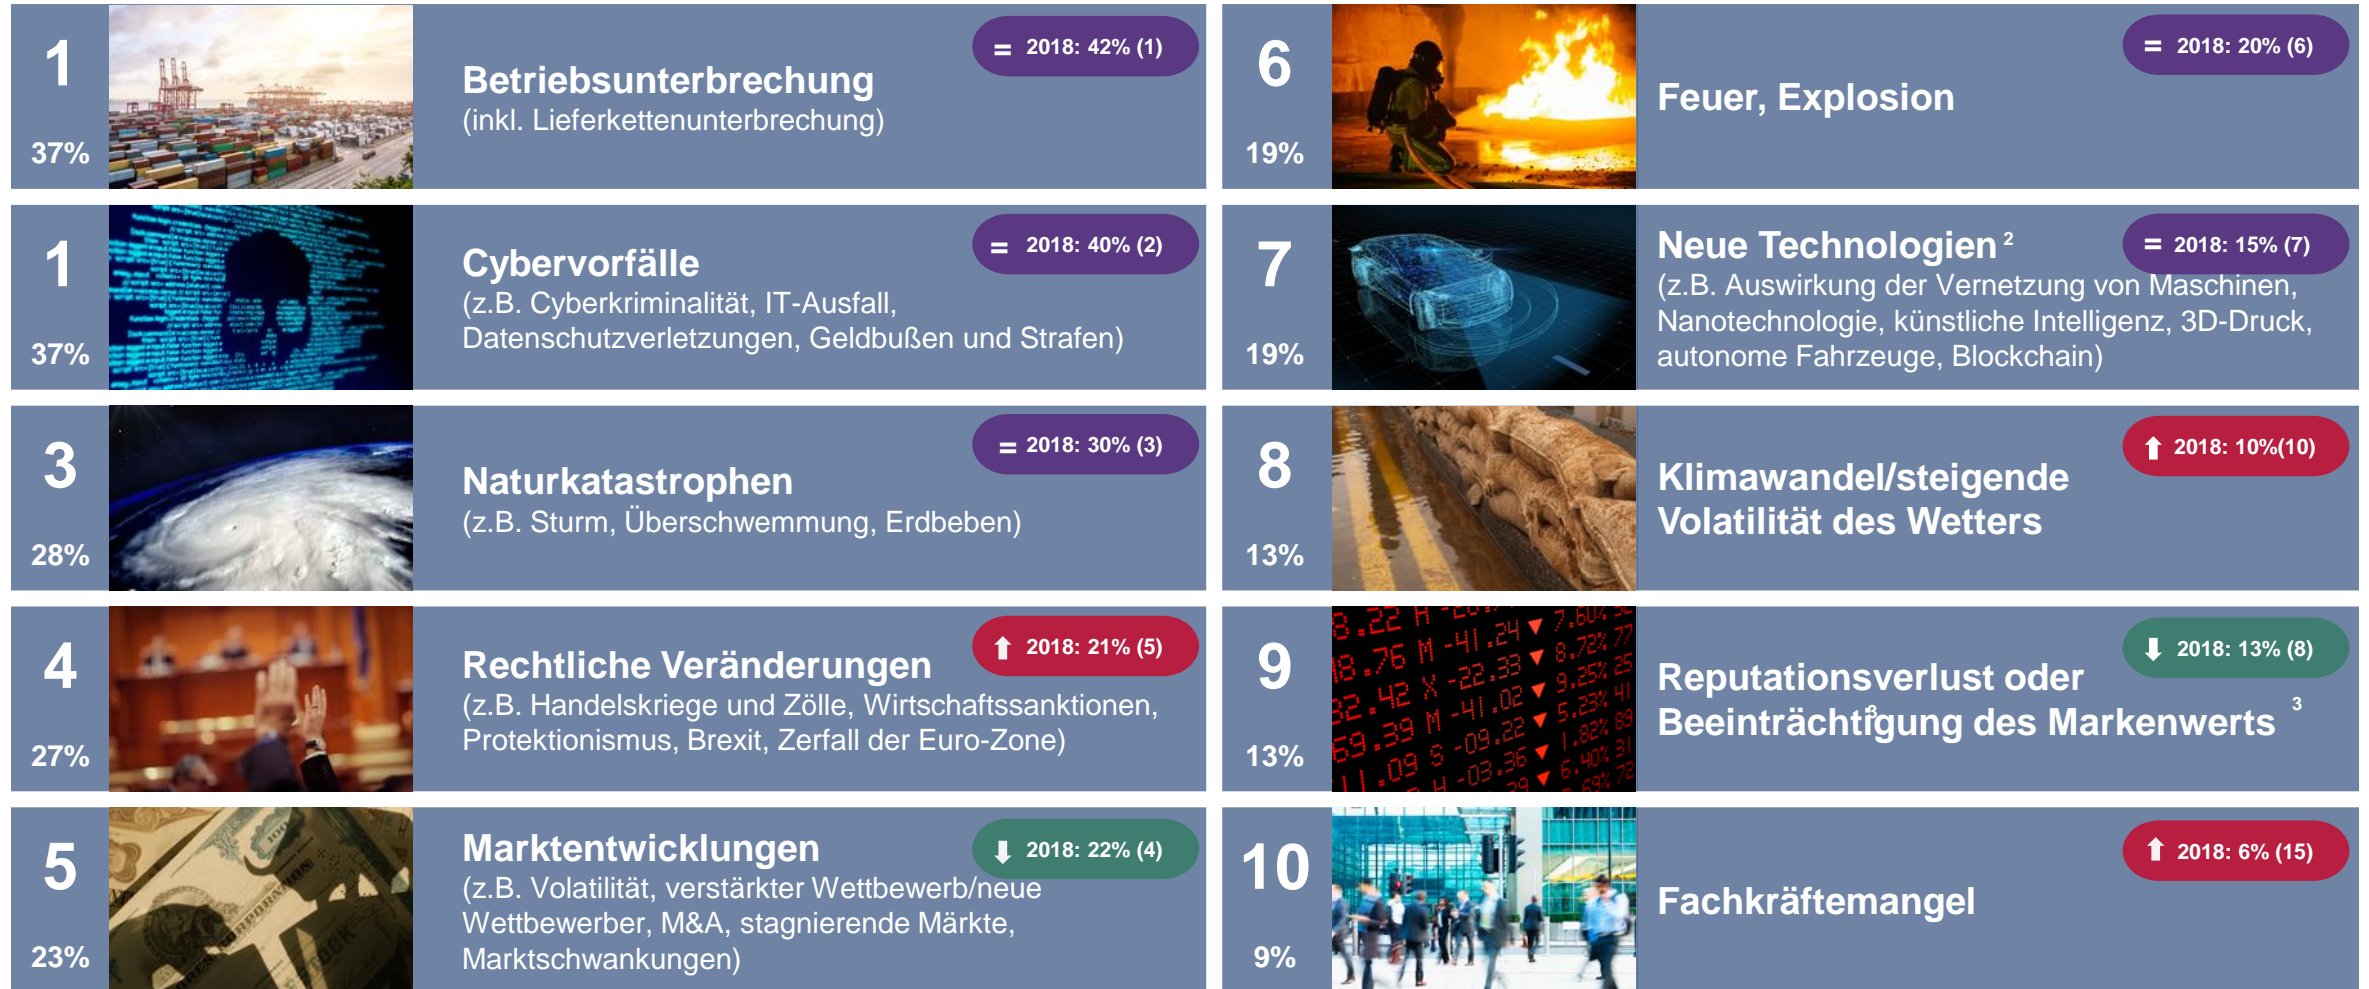 1
37%
Betriebsunterbrechung
(inkl. Lieferkettenunterbrechung)
= 2018: 42% (1)
1
37%
Cybervorfälle
(z.B. Cyberkriminalität, IT-Ausfall,
Datenschutzverletzungen, Geldbußen und Strafen)
= 2018: 40% (2)
3
28%
Naturkatastrophen
(z.B. Sturm, Überschwemmung, Erdbeben)
= 2018: 30% (3)
4
27%
Rechtliche Veränderungen
(z.B. Handelskriege und Zölle, Wirtschaftssanktionen,
Protektionismus, Brexit, Zerfall der Euro-Zone)
⬆ 2018: 21% (5)
5
23%
Marktentwicklungen
(z.B. Volatilität, verstärkter Wettbewerb/neue
Wettbewerber, M&A, stagnierende Märkte,
Marktschwankungen)
⬇ 2018: 22% (4)
6
19%
Feuer, Explosion
= 2018: 20% (6)
7
19%
Neue Technologien 2
(z.B. Auswirkung der Vernetzung von Maschinen,
Nanotechnologie, künstliche Intelligenz, 3D-Druck,
autonome Fahrzeuge, Blockchain)
= 2018: 15% (7)
8
13%
Klimawandel/steigende
Volatilität des Wetters
⬆ 2018: 10%(10)
9
13%
Reputationsverlust oder
Beeinträchtigung des Markenwerts 3
3
⬇ 2018: 13% (8)
10
9%
Fachkräftemangel
⬆ 2018: 6% (15)